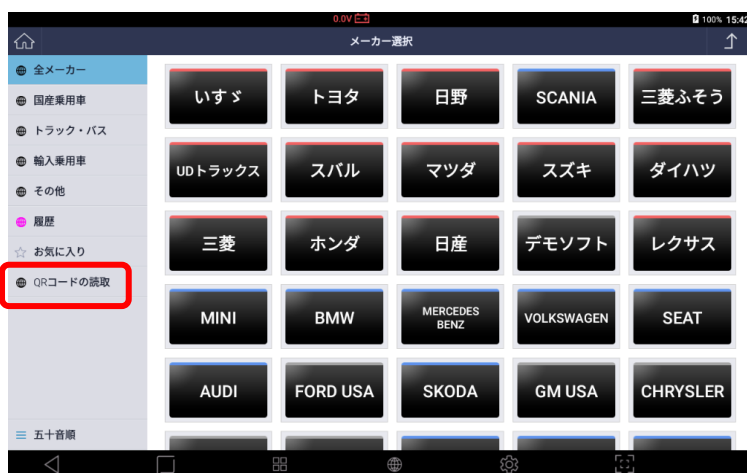 0.0V
100% 15:42
メーカー選択
全メーカー
国産乗用車
トラック・バス
輸入乗用車
その他
履歴
お気に入り
QRコードの読取
五十音順
いすゞ トヨタ 日野 SCANIA 三菱ふそう
UDトラックス スバル マツダ スズキ ダイハツ
三菱 ホンダ 日産 デモソフト レクサス
MINI BMW MERCEDES BENZ VOLKSWAGEN SEAT
AUDI FORD USA SKODA GM USA CHRYSLER